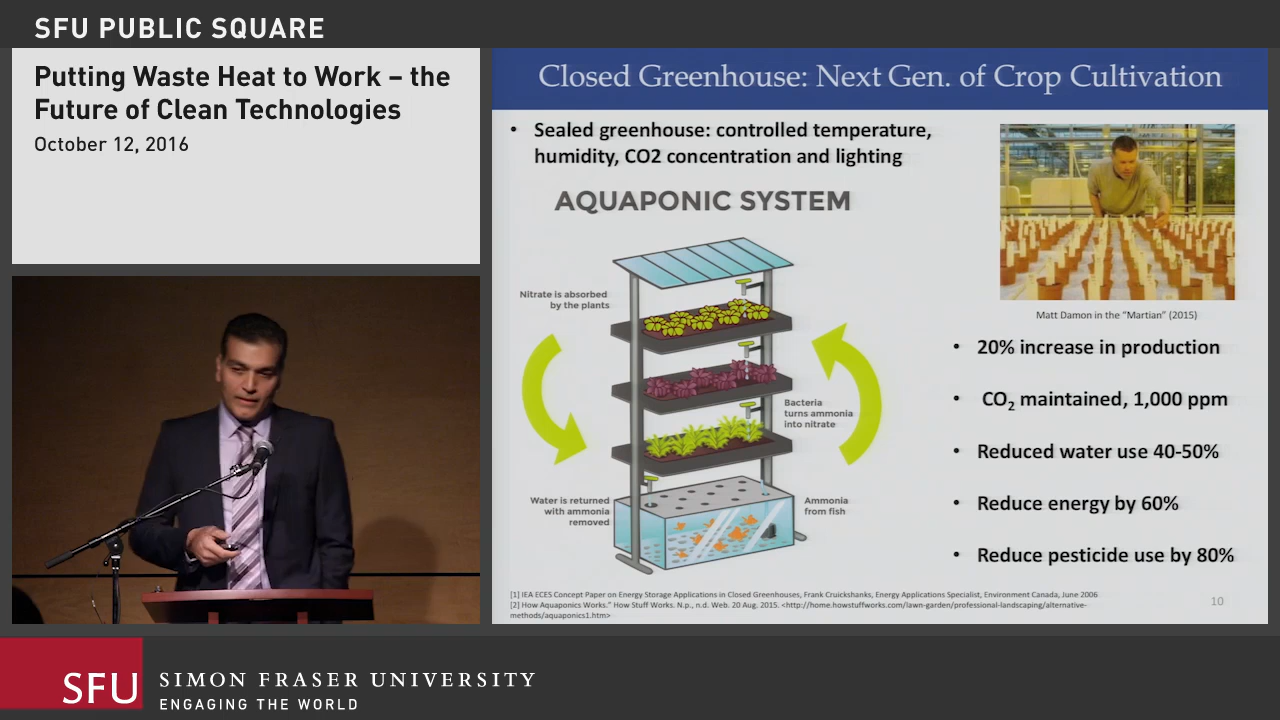 SFU PUBLIC SQUARE
Putting Waste Heat to Work – the
Future of Clean Technologies
October 12, 2016
Closed Greenhouse: Next Gen. of Crop Cultivation
• Sealed greenhouse: controlled temperature,
humidity, CO2 concentration and lighting
AQUAPONIC SYSTEM
Nitrate is absorbed
by the plants
Bacteria
turns ammonia
into nitrate
Water is returned
with ammonia
removed
Ammonia
from fish
Matt Damon in the "Martian" (2015)
• 20% increase in production
• CO₂ maintained, 1,000 ppm
• Reduced water use 40-50%
• Reduce energy by 60%
• Reduce pesticide use by 80%
[1] IEA ECES Concept Paper on Energy Storage Applications in Closed Greenhouses, Frank Cruickshanks, Energy Applications Specialist, Environment Canada, June 2006
[2] How Aquaponics Works." How Stuff Works. N.p., n.d. Web. 20 Aug. 2015. <http://home.howstuffworks.com/lawn-garden/professional-landscaping/alternative-
methods/aquaponics1.htm>
10
SFU
SIMON FRASER UNIVERSITY
ENGAGING THE WORLD